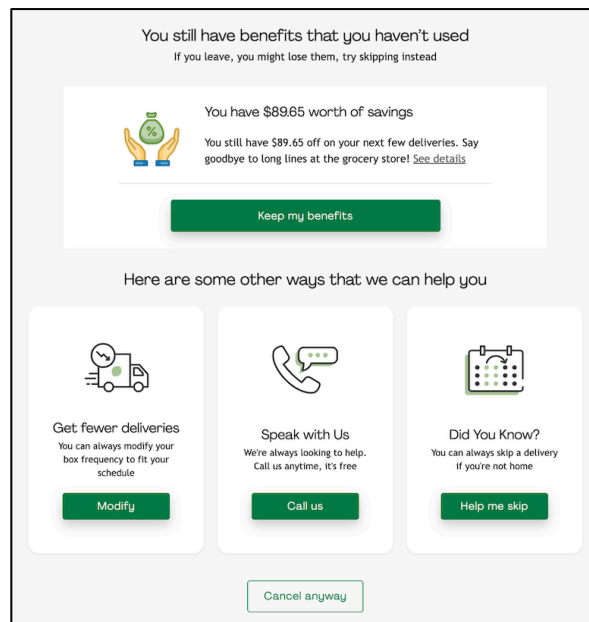 You still have benefits that you haven't used
If you leave, you might lose them, try skipping instead
%
You have $89.65 worth of savings
You still have $89.65 off on your next few deliveries. Say
goodbye to long lines at the grocery store! See details
Keep my benefits
Here are some other ways that we can help you
Get fewer deliveries
You can always modify your
box frequency to fit your
schedule
Modify
Speak with Us
We're always looking to help.
Call us anytime, it's free
Call us
Did You Know?
You can always skip a delivery
if you're not home
Help me skip
Cancel anyway